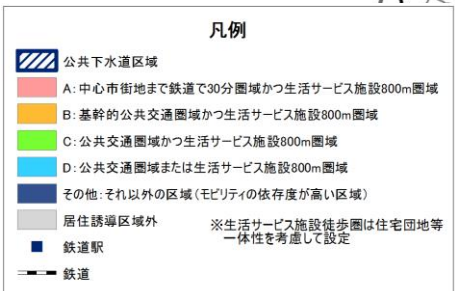 凡例
公共下水道区域
A:中心市街地まで鉄道で30分圏域かつ生活サービス施設800m圏域
B:基幹的公共交通圏域かつ生活サービス施設800m圏域
C:公共交通圏域かつ生活サービス施設800m圏域
D:公共交通圏域または生活サービス施設800m圏域
その他:それ以外の区域(モビリティの依存度が高い区域)
居住誘導区域外
※生活サービス施設徒歩圏は住宅団地等
一体性を考慮して設定
鉄道駅
鉄道